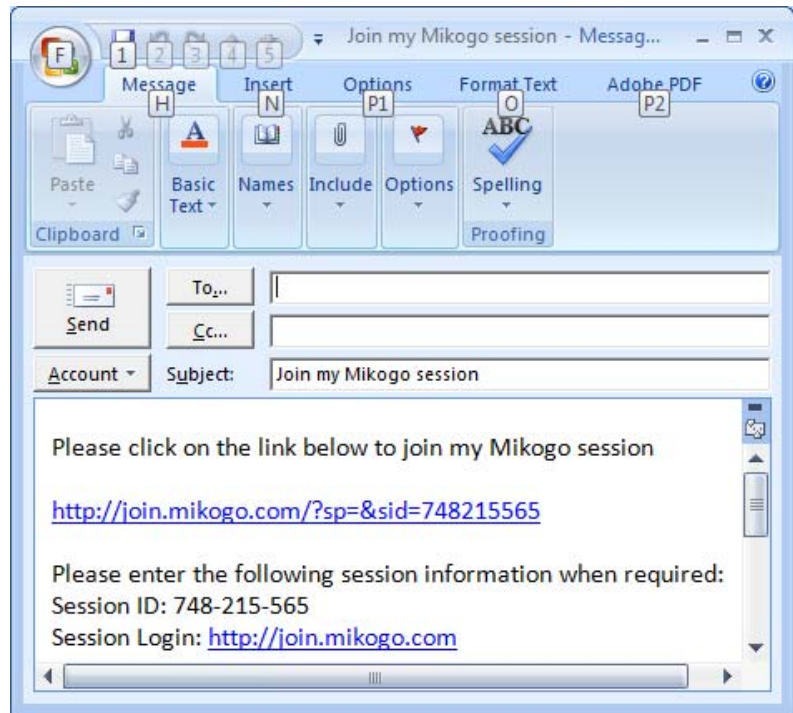 Join my Mikogo session - Messag...
F 1 2 3 4 5
Message Insert Options Format Text Adobe PDF
H N P1 O P2
ABC
Paste Basic Text Names Include Options Spelling
Clipboard Proofing
Send To...
Cc...
Account Subject: Join my Mikogo session
Please click on the link below to join my Mikogo session
http://join.mikogo.com/?sp=&sid=748215565
Please enter the following session information when required:
Session ID: 748-215-565
Session Login: http://join.mikogo.com